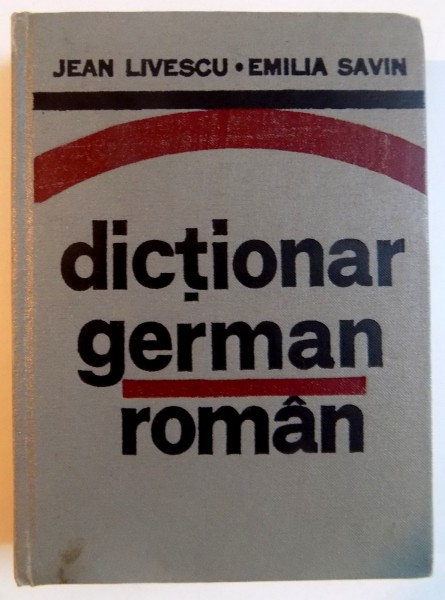 JEAN LIVESCU • EMILIA SAVIN
dicționar
german
român